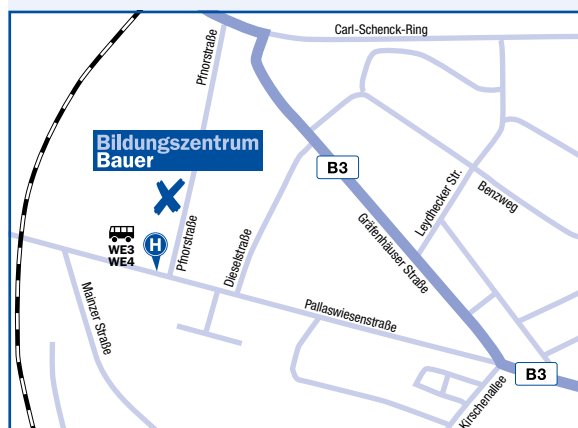 Carl-Schenck-Ring
Pfnorstraße
Bildungszentrum
Bauer
B3
Leydhecker Str.
Benzweg
WE3
WE4
H
Pfnorstraße
Dieselstraße
Gräfenhäuser Straße
Mainzer Straße
Pallaswiesenstraße
B3
Kirschenallee